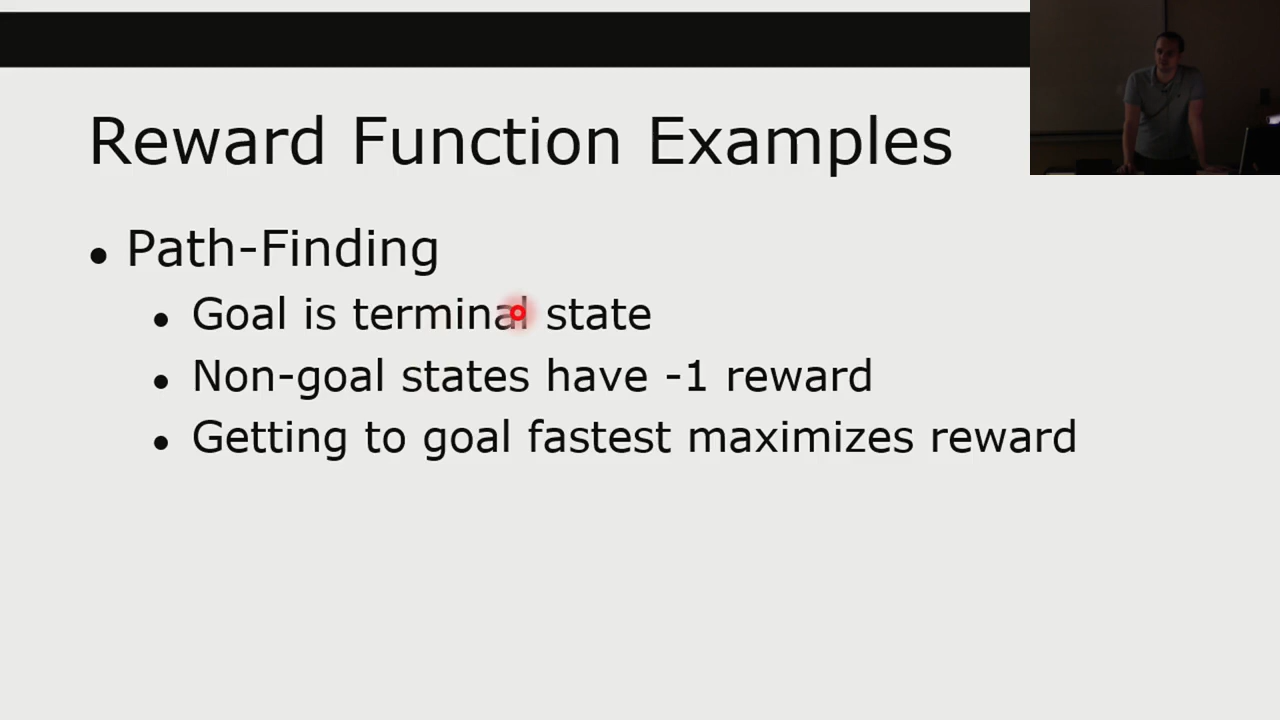 Reward Function Examples
● Path-Finding
● Goal is terminal state
● Non-goal states have -1 reward
● Getting to goal fastest maximizes reward